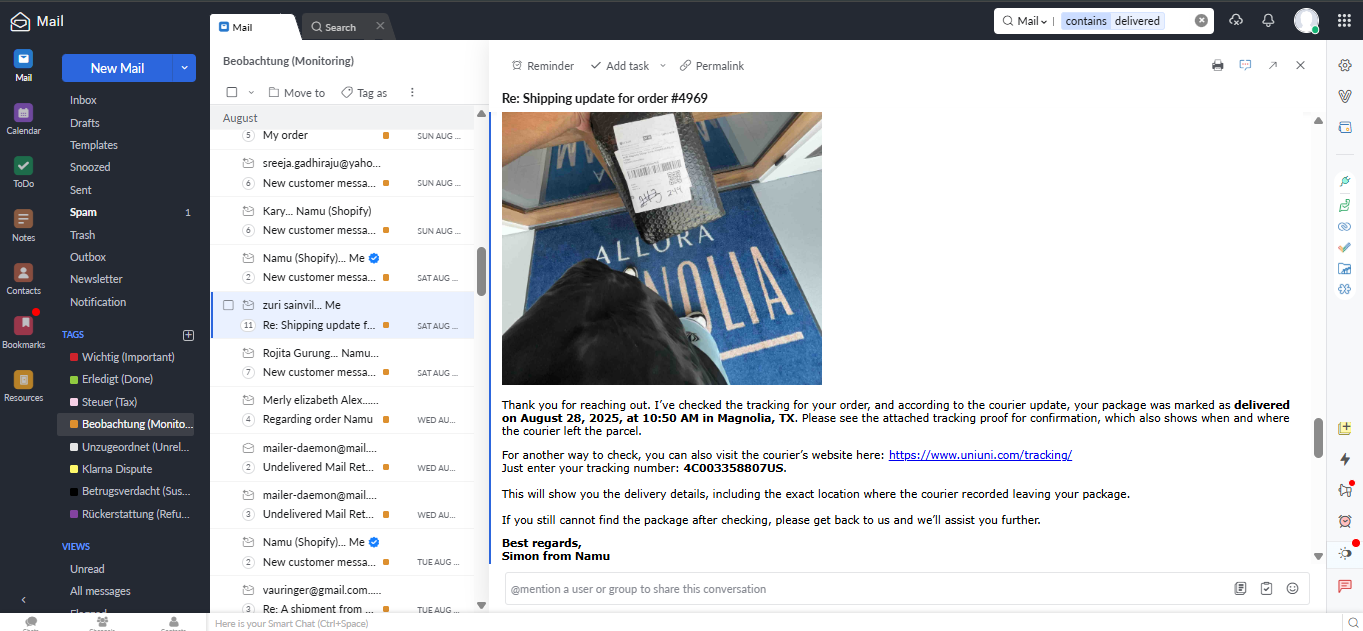 Mail
Mail
Search
Mail
contains delivered
Mail
Calendar
ToDo
Notes
Contacts
Bookmarks
Resources
New Mail
Inbox
Drafts
Templates
Snoozed
Sent
Spam 1
Trash
Outbox
Newsletter
Notification
TAGS
Wichtig (Important)
Erledigt (Done)
Steuer (Tax)
Beobachtung (Monito...
Unzugeordnet (Unrel...
Klarna Dispute
Betrugsverdacht (Sus...
Rückerstattung (Refu...
VIEWS
Unread
All messages
Beobachtung (Monitoring)
Move to
Tag as
August
5 My order SUN AUG ...
sreeja.gadhiraju@yaho...
6 New customer messa... SUN AUG ...
Kary... Namu (Shopify)
6 New customer messa... SUN AUG ...
Namu (Shopify)... Me
2 New customer messa... SAT AUG ...
zuri sainvil... Me
11 Re: Shipping update f... SAT AUG ...
Rojita Gurung... Namu...
7 New customer messa... SAT AUG ...
Merly elizabeth Alex......
4 Regarding order Namu WED AUG ...
mailer-daemon@mail....
2 Undelivered Mail Ret... WED AU...
mailer-daemon@mail....
3 Undelivered Mail Ret... WED AU...
Namu (Shopify)... Me
2 New customer messa... TUE AUG ...
vauringer@gmail.com.....
3 Re: A shipment from ... TUE AUG ...
Reminder
Add task
Permalink
Re: Shipping update for order #4969
ALLORA
Thank you for reaching out. I've checked the tracking for your order, and according to the courier update, your package was marked as delivered
on August 28, 2025, at 10:50 AM in Magnolia, TX. Please see the attached tracking proof for confirmation, which also shows when and where
the courier left the parcel.
For another way to check, you can also visit the courier's website here: https://www.uniuni.com/tracking/
Just enter your tracking number: 4C003358807US.
This will show you the delivery details, including the exact location where the courier recorded leaving your package.
If you still cannot find the package after checking, please get back to us and we'll assist you further.
Best regards,
Simon from Namu
@mention a user or group to share this conversation
Here is your Smart Chat (Ctrl+Space)